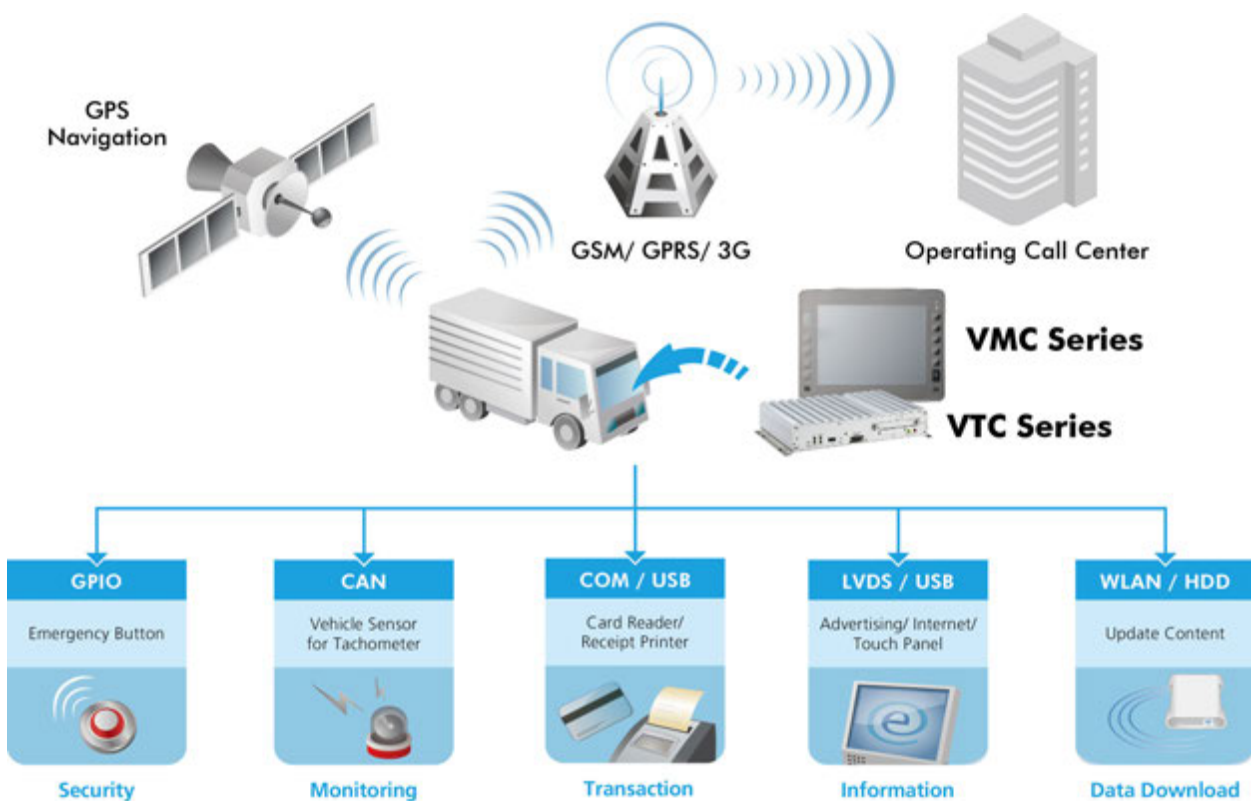 GPS
Navigation
GSM/ GPRS/ 3G
Operating Call Center
VMC Series
VTC Series
GPIO
Emergency Button
Security
CAN
Vehicle Sensor
for Tachometer
Monitoring
COM / USB
Card Reader/
Receipt Printer
Transaction
LVDS / USB
Advertising/ Internet/
Touch Panel
Information
WLAN / HDD
Update Content
Data Download